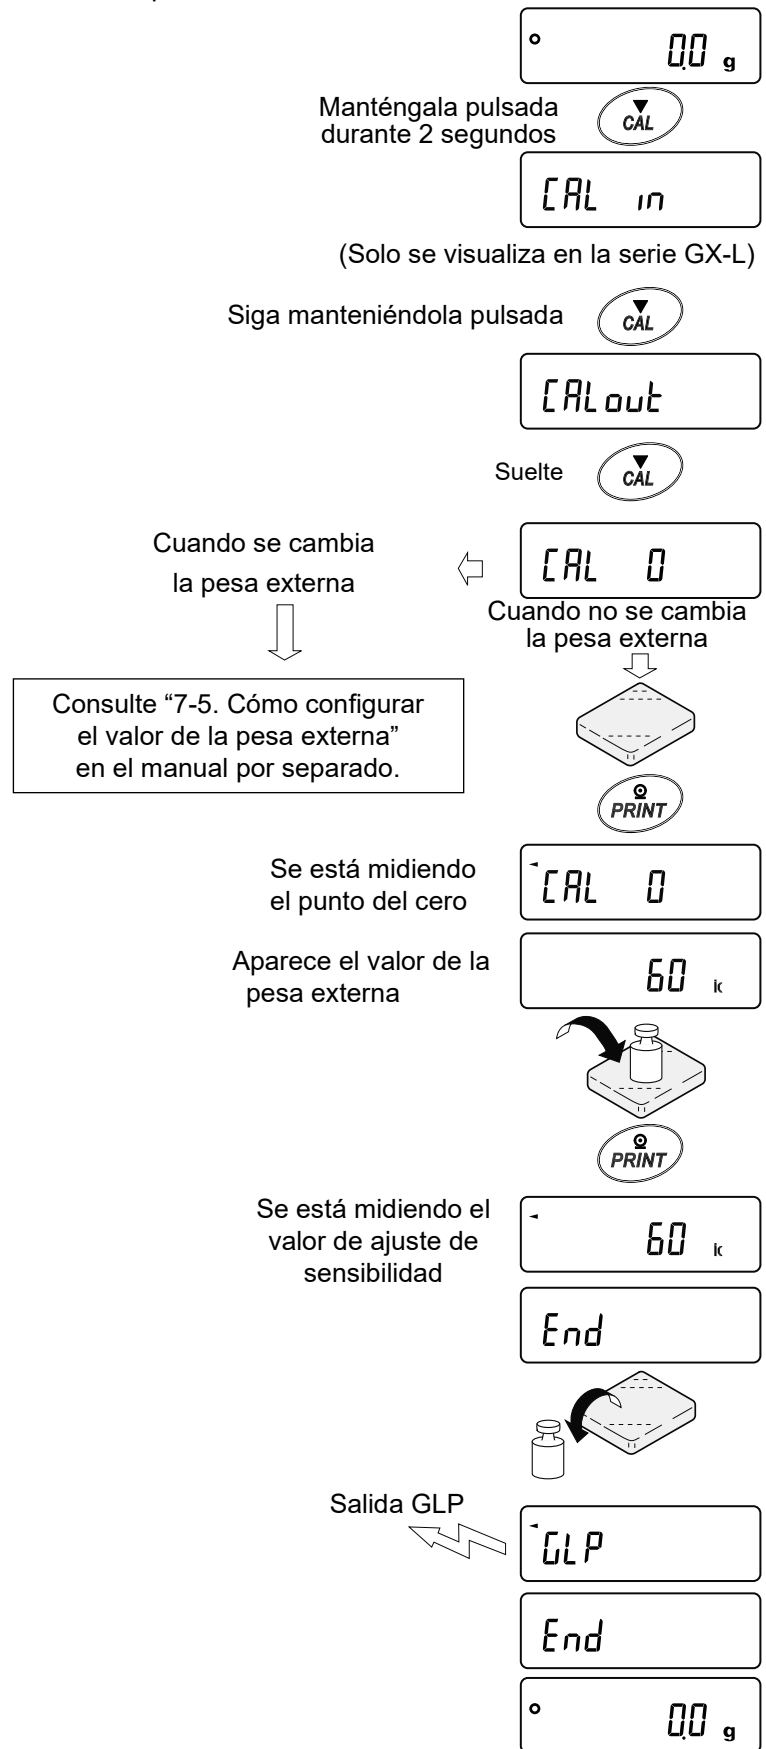 0.0 g
Manténgala pulsada
durante 2 segundos
CAL
CAL in
(Solo se visualiza en la serie GX-L)
Siga manteniéndola pulsada
CAL
CALout
Suelte
CAL
Cuando se cambia
la pesa externa
CAL 0
Cuando no se cambia
la pesa externa
Consulte “7-5. Cómo configurar
el valor de la pesa externa”
en el manual por separado.
PRINT
Se está midiendo
el punto del cero
CAL 0
Aparece el valor de la
pesa externa
60
PRINT
Se está midiendo el
valor de ajuste de
sensibilidad
60
End
Salida GLP
GLP
End
0.0 g